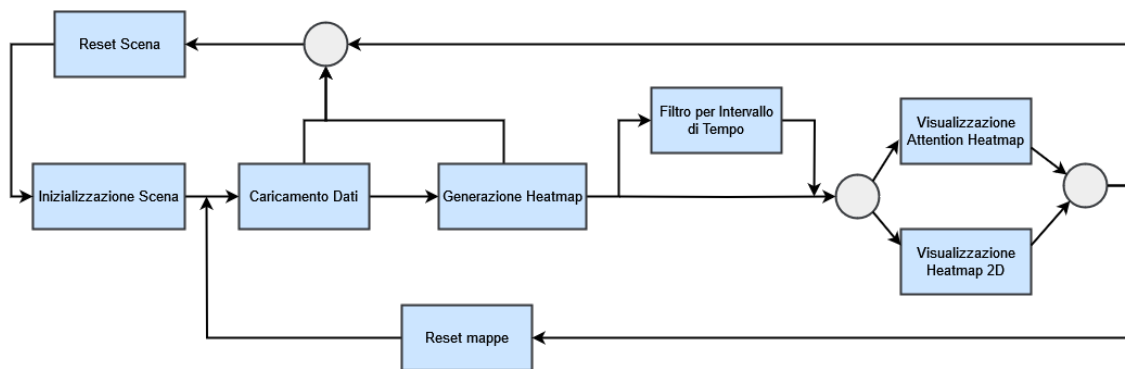 Reset Scena
Filtro per Intervallo
di Tempo
Visualizzazione
Attention Heatmap
Inizializzazione Scena
Caricamento Dati
Generazione Heatmap
Visualizzazione
Heatmap 2D
Reset mappe